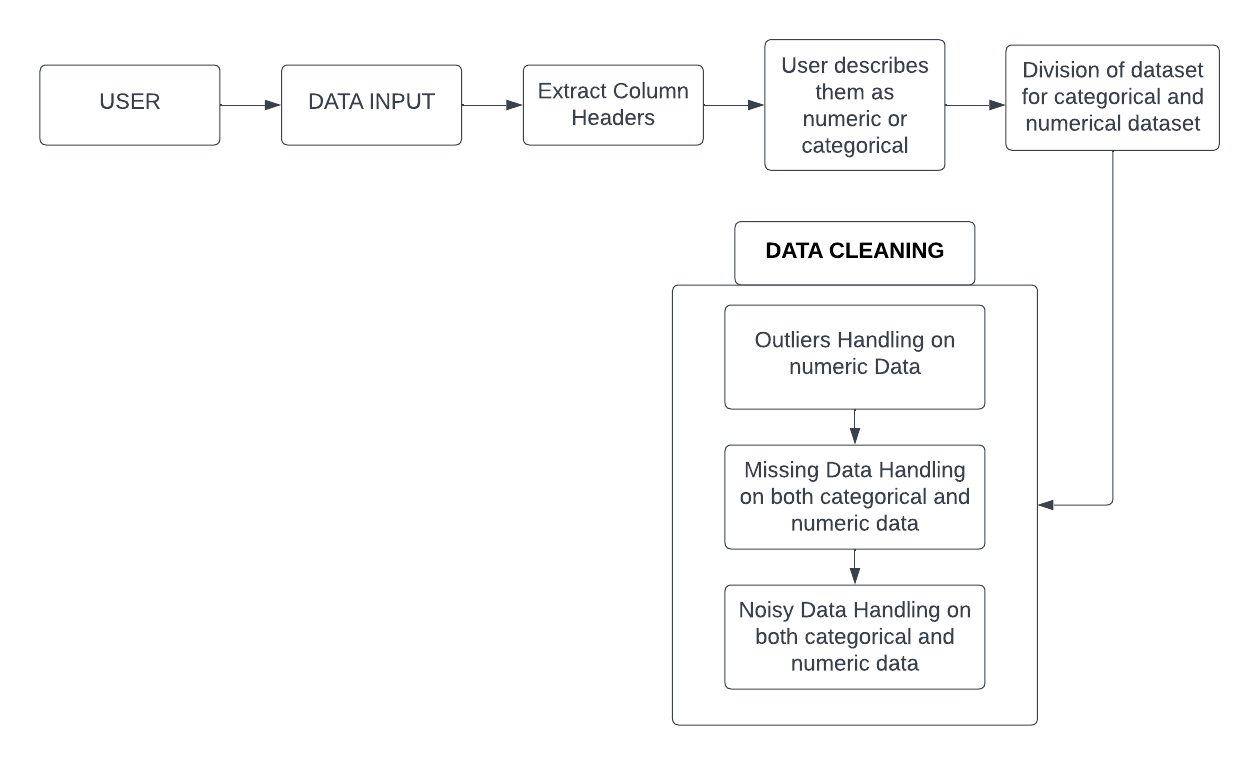 USER
DATA INPUT
Extract Column
Headers
User describes
them as
numeric or
categorical
Division of dataset
for categorical and
numerical dataset
DATA CLEANING
Outliers Handling on
numeric Data
Missing Data Handling
on both categorical and
numeric data
Noisy Data Handling on
both categorical and
numeric data